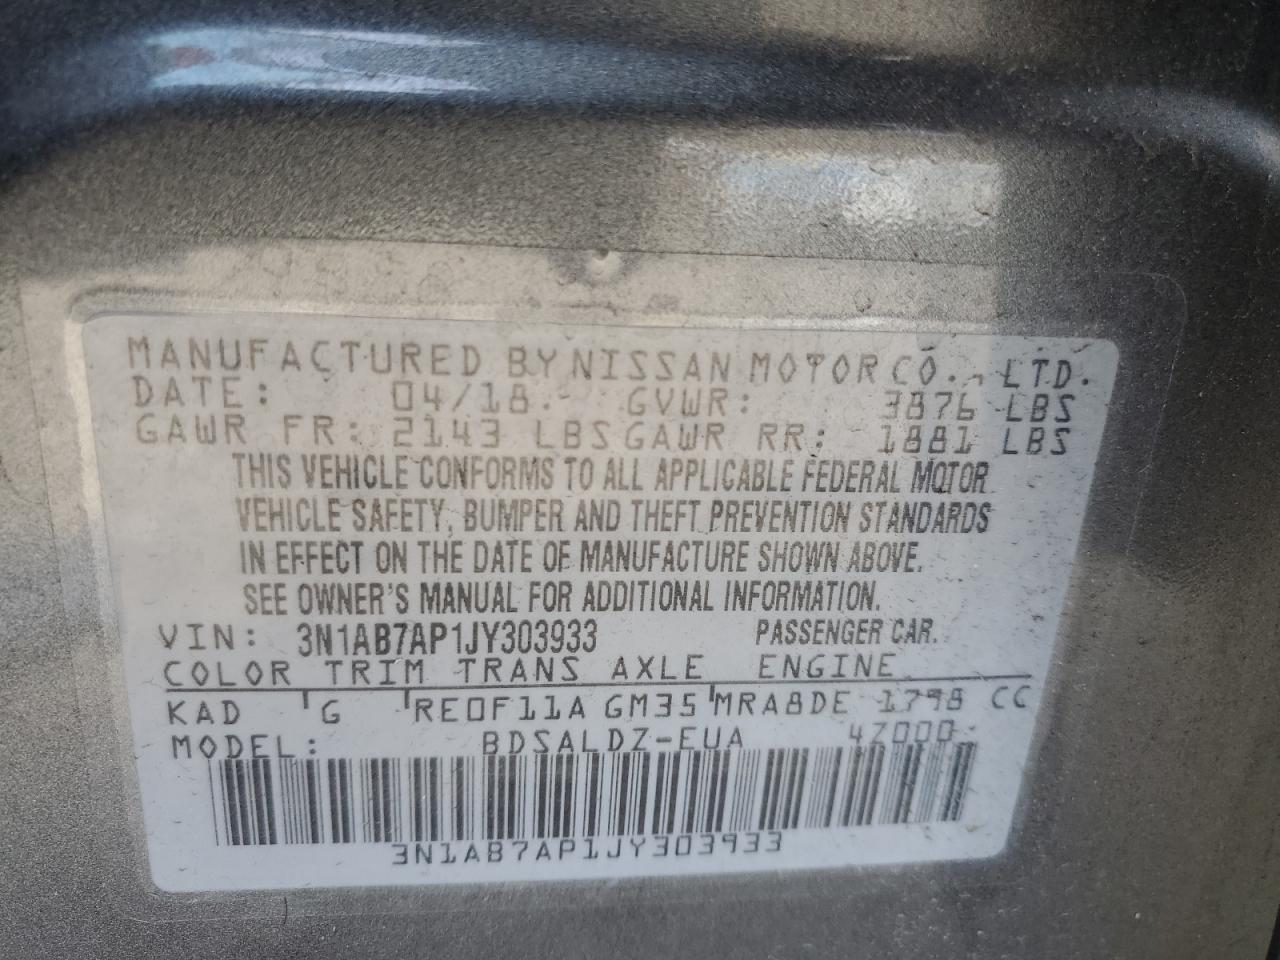 MANUFACTURED BY NISSAN MOTOR CO., LTD.
DATE: 04/18. GVWR: 3876 LBS
GAWR FR: 2143 LBS GAWR RR: 1881 LBS
THIS VEHICLE CONFORMS TO ALL APPLICABLE FEDERAL MOTOR
VEHICLE SAFETY, BUMPER AND THEFT PREVENTION STANDARDS
IN EFFECT ON THE DATE OF MANUFACTURE SHOWN ABOVE.
SEE OWNER'S MANUAL FOR ADDITIONAL INFORMATION.
VIN: 3N1AB7AP1JY303933 PASSENGER CAR.
COLOR TRIM TRANS AXLE ENGINE
KAD G RE0F11A GM35 MRA8DE 1798 CC
MODEL: BDSALDZ-EUA 4Z000
3N1AB7AP1JY303933